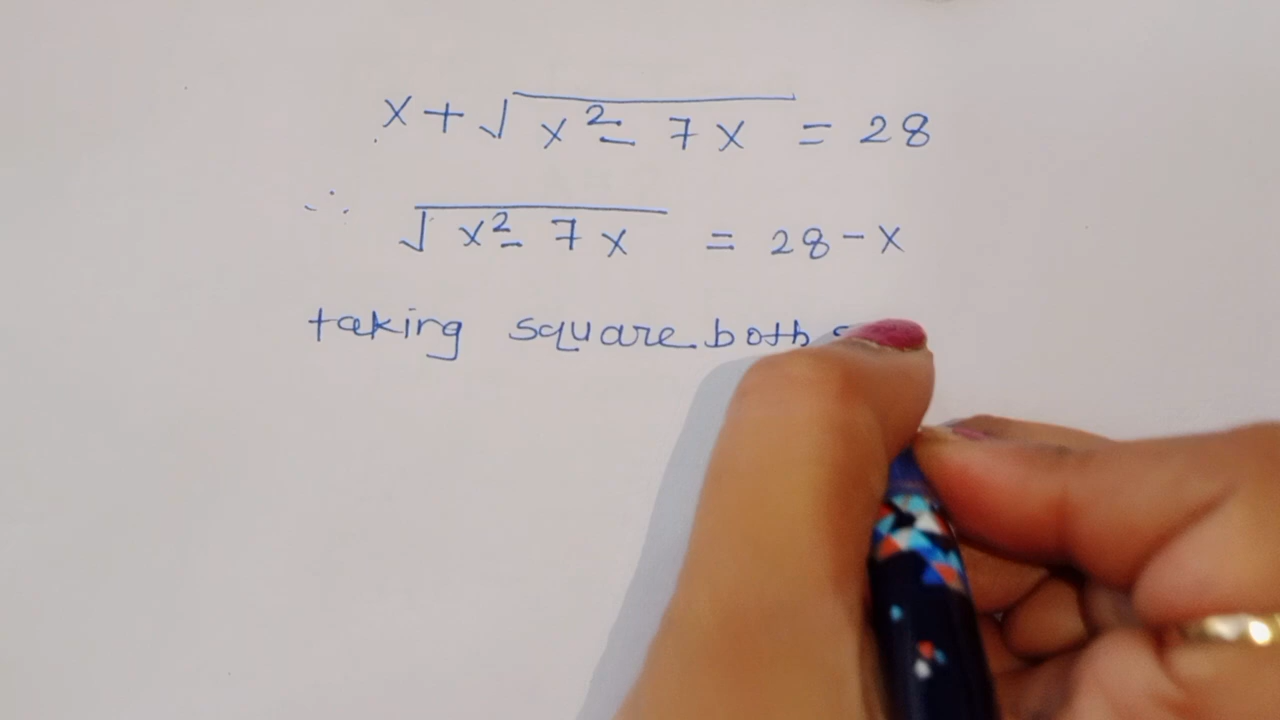 x + √x² - 7x = 28
∴ √x² - 7x = 28 - x
taking square both